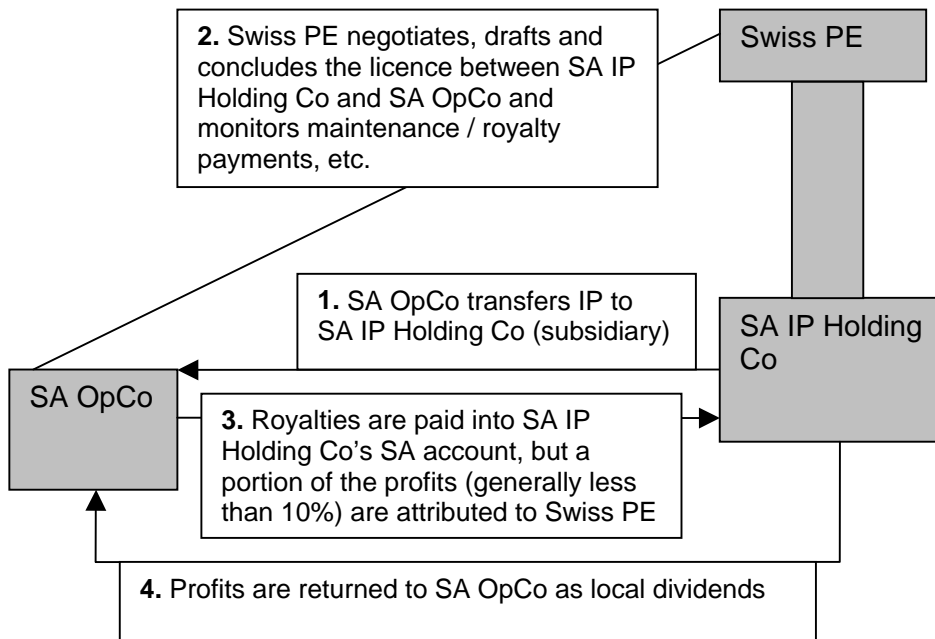 2. Swiss PE negotiates, drafts and
concludes the licence between SA IP
Holding Co and SA OpCo and
monitors maintenance / royalty
payments, etc.
Swiss PE
1. SA OpCo transfers IP to
SA IP Holding Co (subsidiary)
SA IP Holding
Co
SA OpCo
3. Royalties are paid into SA IP
Holding Co’s SA account, but a
portion of the profits (generally less
than 10%) are attributed to Swiss PE
4. Profits are returned to SA OpCo as local dividends